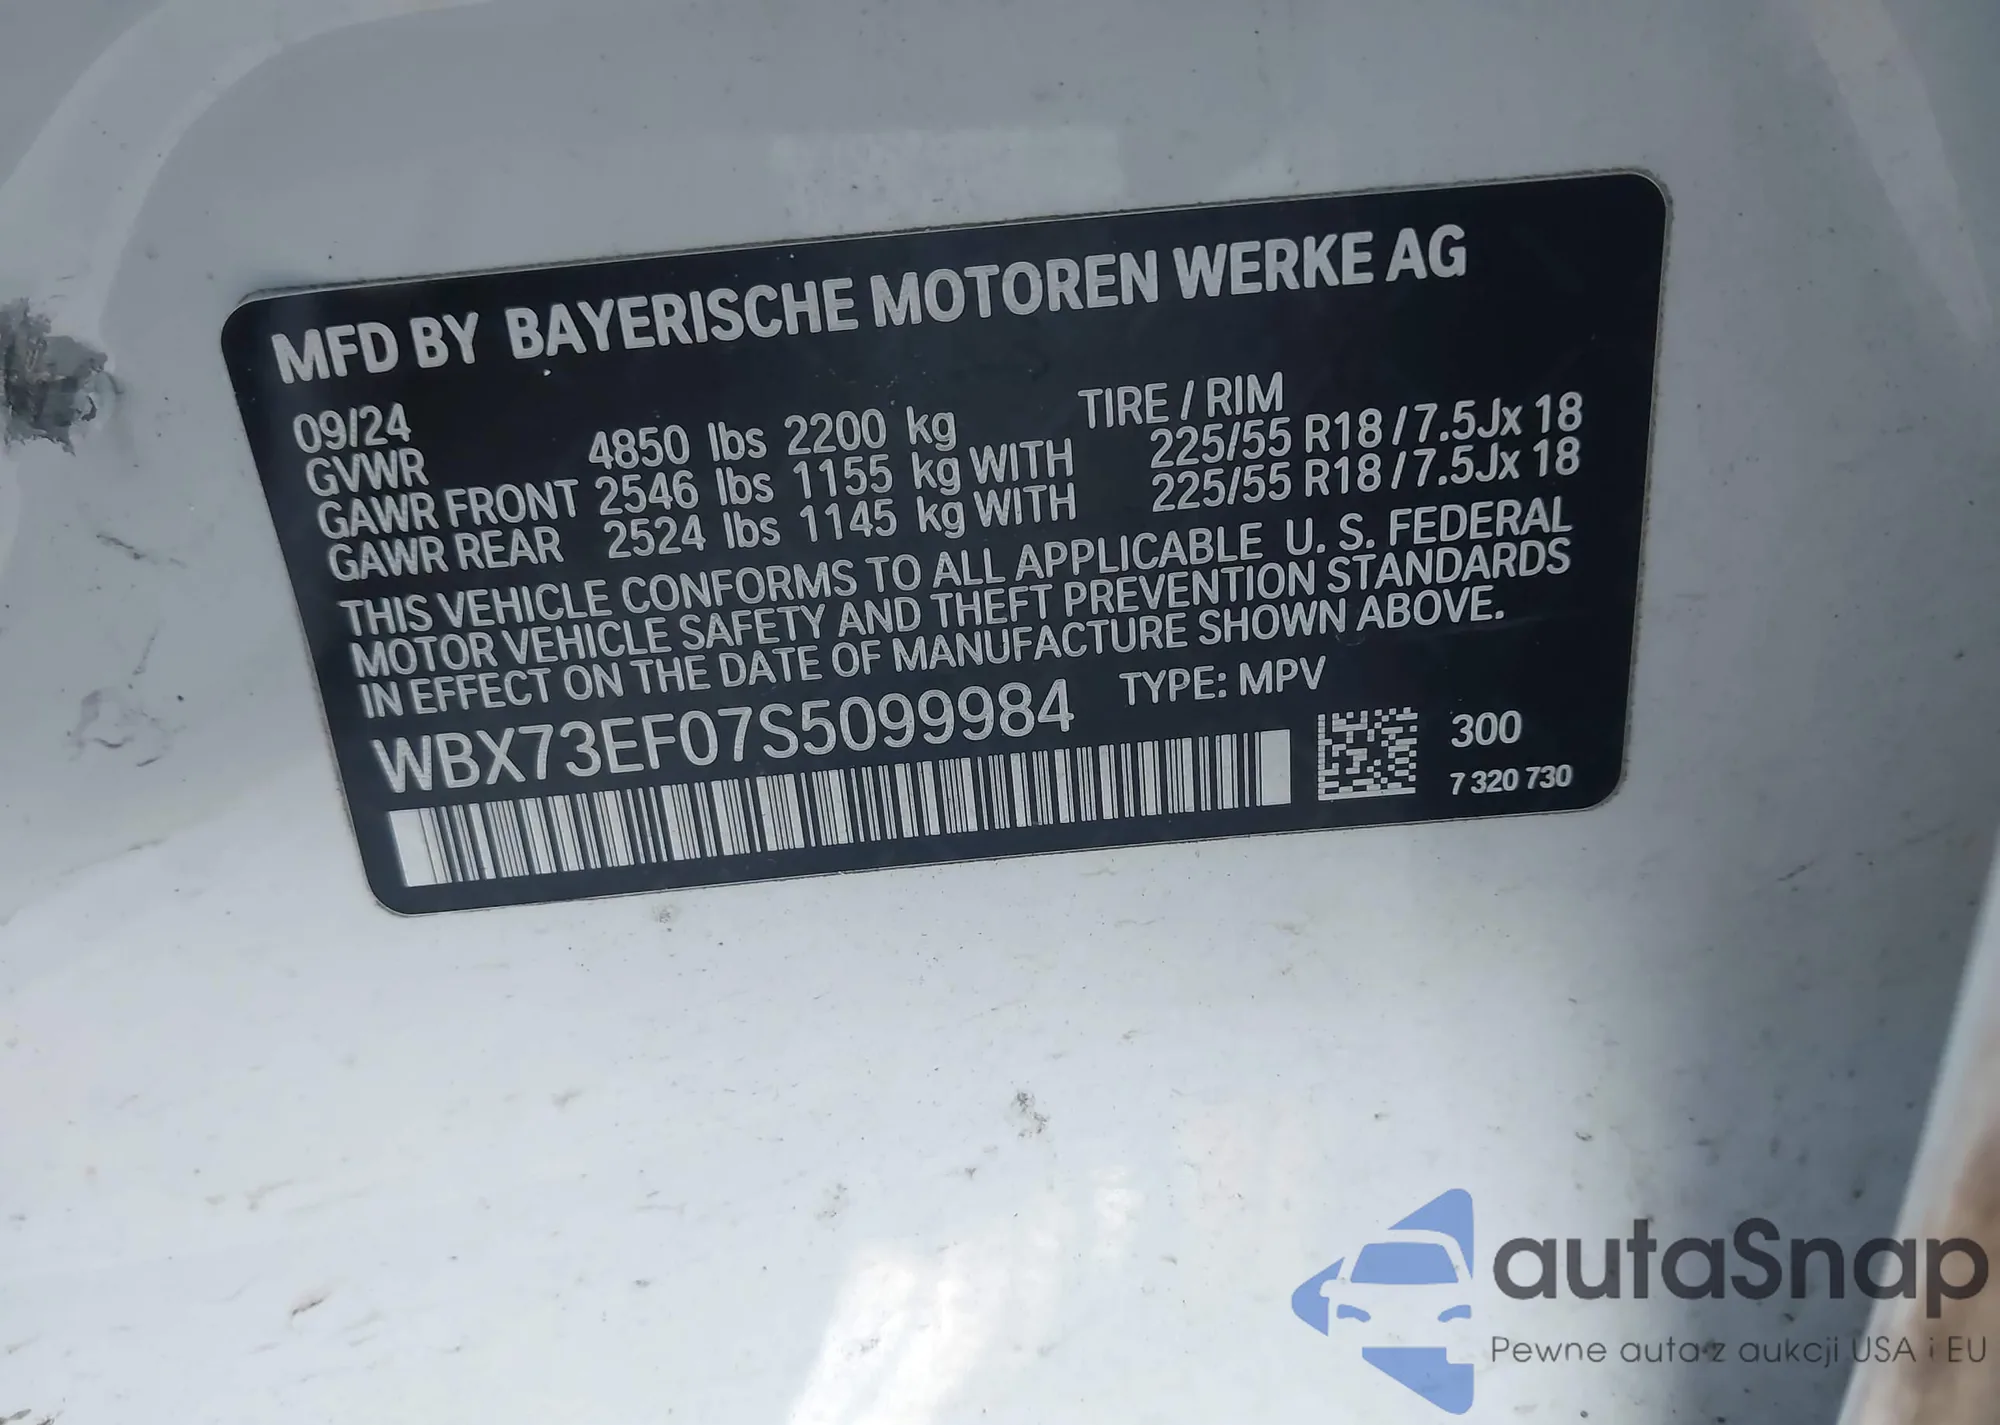 MFD BY BAYERISCHE MOTOREN WERKE AG
09/24 TIRE / RIM
GVWR 4850 lbs 2200 kg
GAWR FRONT 2546 lbs 1155 kg WITH 225/55 R18 / 7.5Jx 18
GAWR REAR 2524 lbs 1145 kg WITH 225/55 R18 / 7.5Jx 18
THIS VEHICLE CONFORMS TO ALL APPLICABLE U. S. FEDERAL
MOTOR VEHICLE SAFETY AND THEFT PREVENTION STANDARDS
IN EFFECT ON THE DATE OF MANUFACTURE SHOWN ABOVE.
WBX73EF07S5099984 TYPE: MPV
300
7 320 730
autaSnap
Pewne auta z aukcji USA i EU